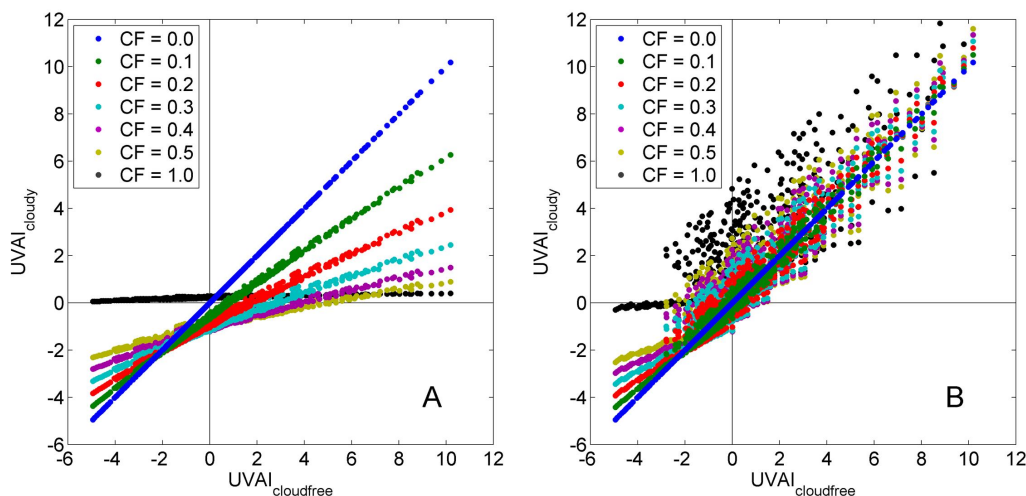 12
10
8
6
4
2
0
-2
-4
-6
-6 -4 -2 0 2 4 6 8 10 12
UVAIcloudy
UVAIcloudfree
CF = 0.0
CF = 0.1
CF = 0.2
CF = 0.3
CF = 0.4
CF = 0.5
CF = 1.0
A
12
10
8
6
4
2
0
-2
-4
-6
-6 -4 -2 0 2 4 6 8 10 12
UVAIcloudy
UVAIcloudfree
CF = 0.0
CF = 0.1
CF = 0.2
CF = 0.3
CF = 0.4
CF = 0.5
CF = 1.0
B